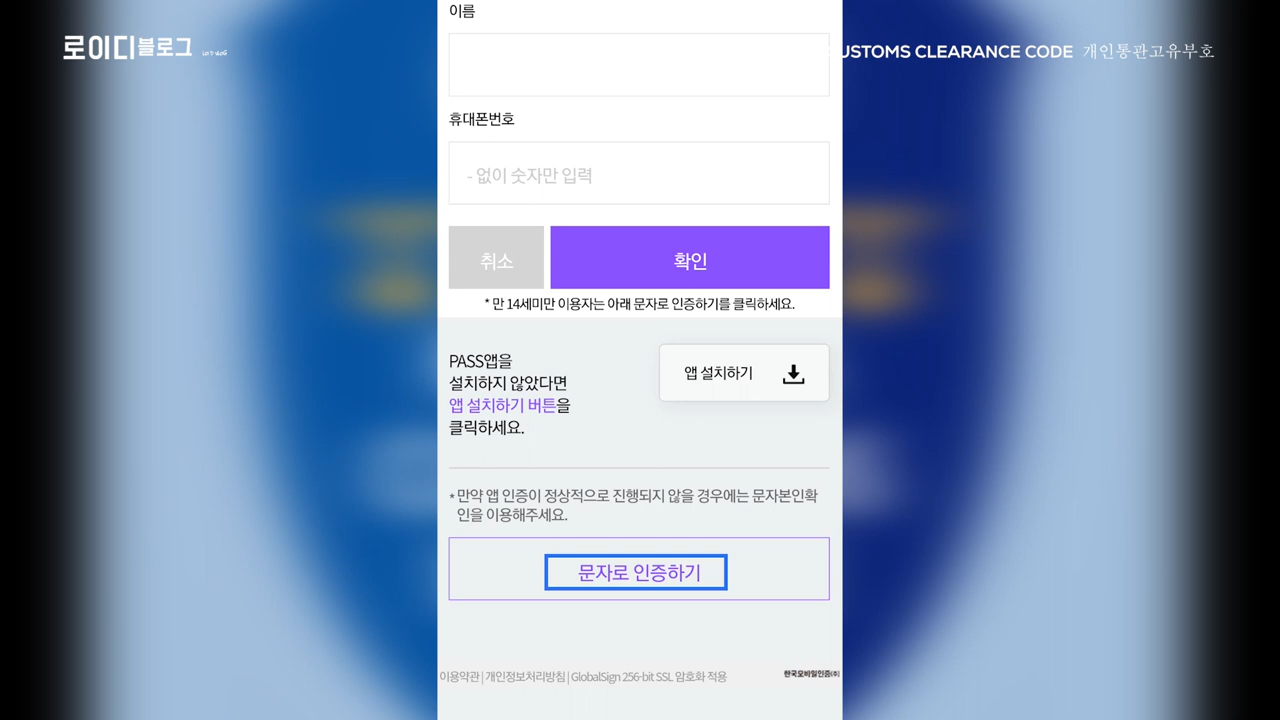 로이디블로그
USTOMS CLEARANCE CODE 개인통관고유부호
이름
휴대폰번호
- 없이 숫자만 입력
취소
확인
* 만 14세미만 이용자는 아래 문자로 인증하기를 클릭하세요.
PASS앱을
설치하지 않았다면
앱 설치하기 버튼을
클릭하세요.
앱 설치하기
* 만약 앱 인증이 정상적으로 진행되지 않을 경우에는 문자본인확
인을 이용해주세요.
문자로 인증하기
이용약관 | 개인정보처리방침 | GlobalSign 256-bit SSL 암호화 적용
한국모바일인증(주)